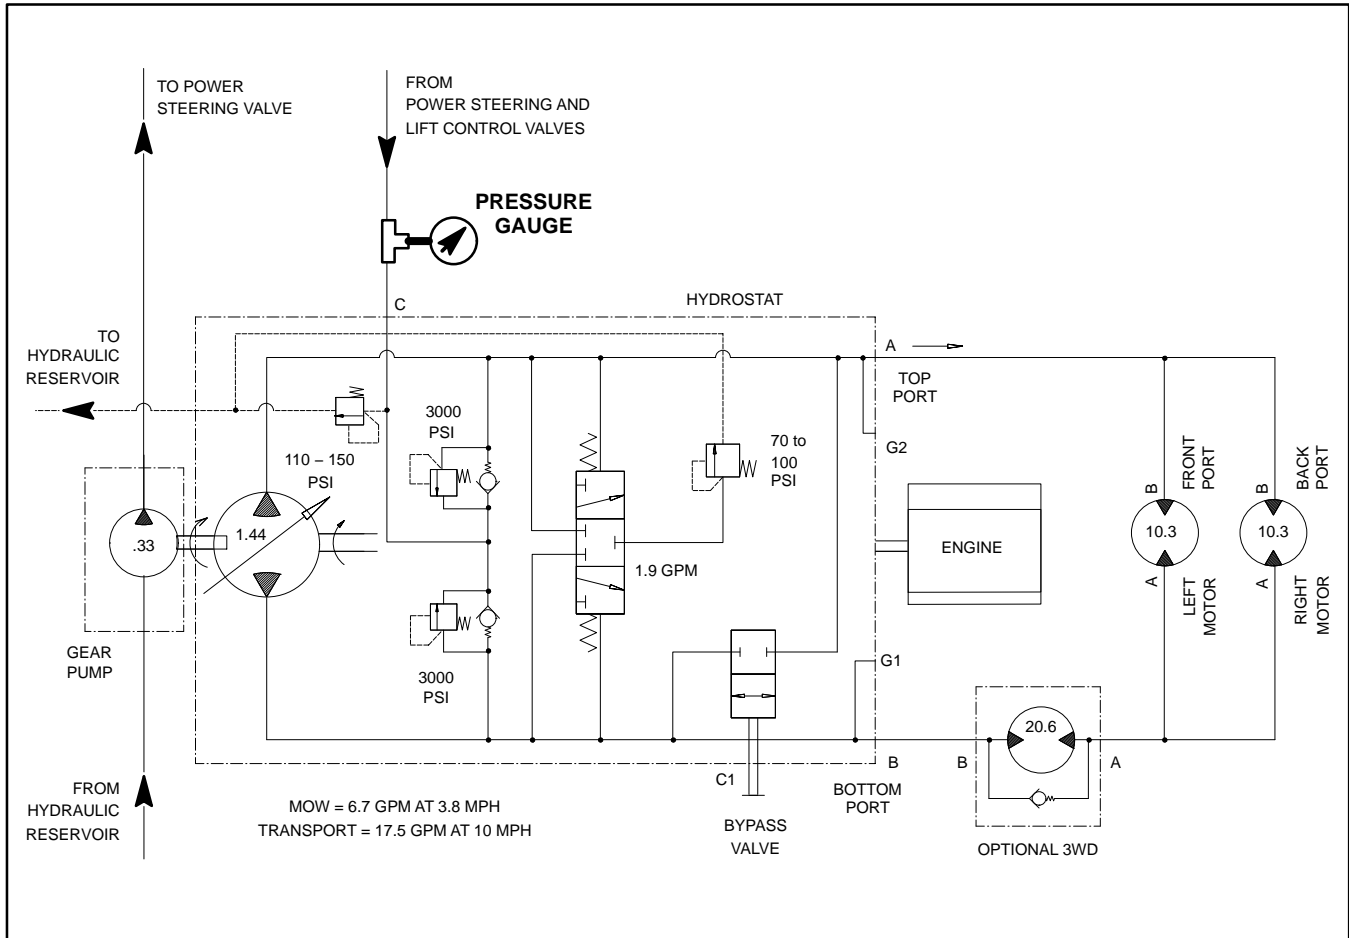 TO POWER
STEERING VALVE
FROM
POWER STEERING AND
LIFT CONTROL VALVES
PRESSURE
GAUGE
C
HYDROSTAT
TO
HYDRAULIC
RESERVOIR
A
TOP
PORT
3000
PSI
70 to
100
PSI
G2
110 – 150
PSI
FRONT
PORT
BACK
PORT
B
B
.33
1.44
ENGINE
10.3
10.3
1.9 GPM
A
LEFT
MOTOR
A
RIGHT
MOTOR
GEAR
PUMP
3000
PSI
G1
20.6
B
B
A
C1
BOTTOM
PORT
FROM
HYDRAULIC
RESERVOIR
MOW = 6.7 GPM AT 3.8 MPH
TRANSPORT = 17.5 GPM AT 10 MPH
BYPASS
VALVE
OPTIONAL 3WD